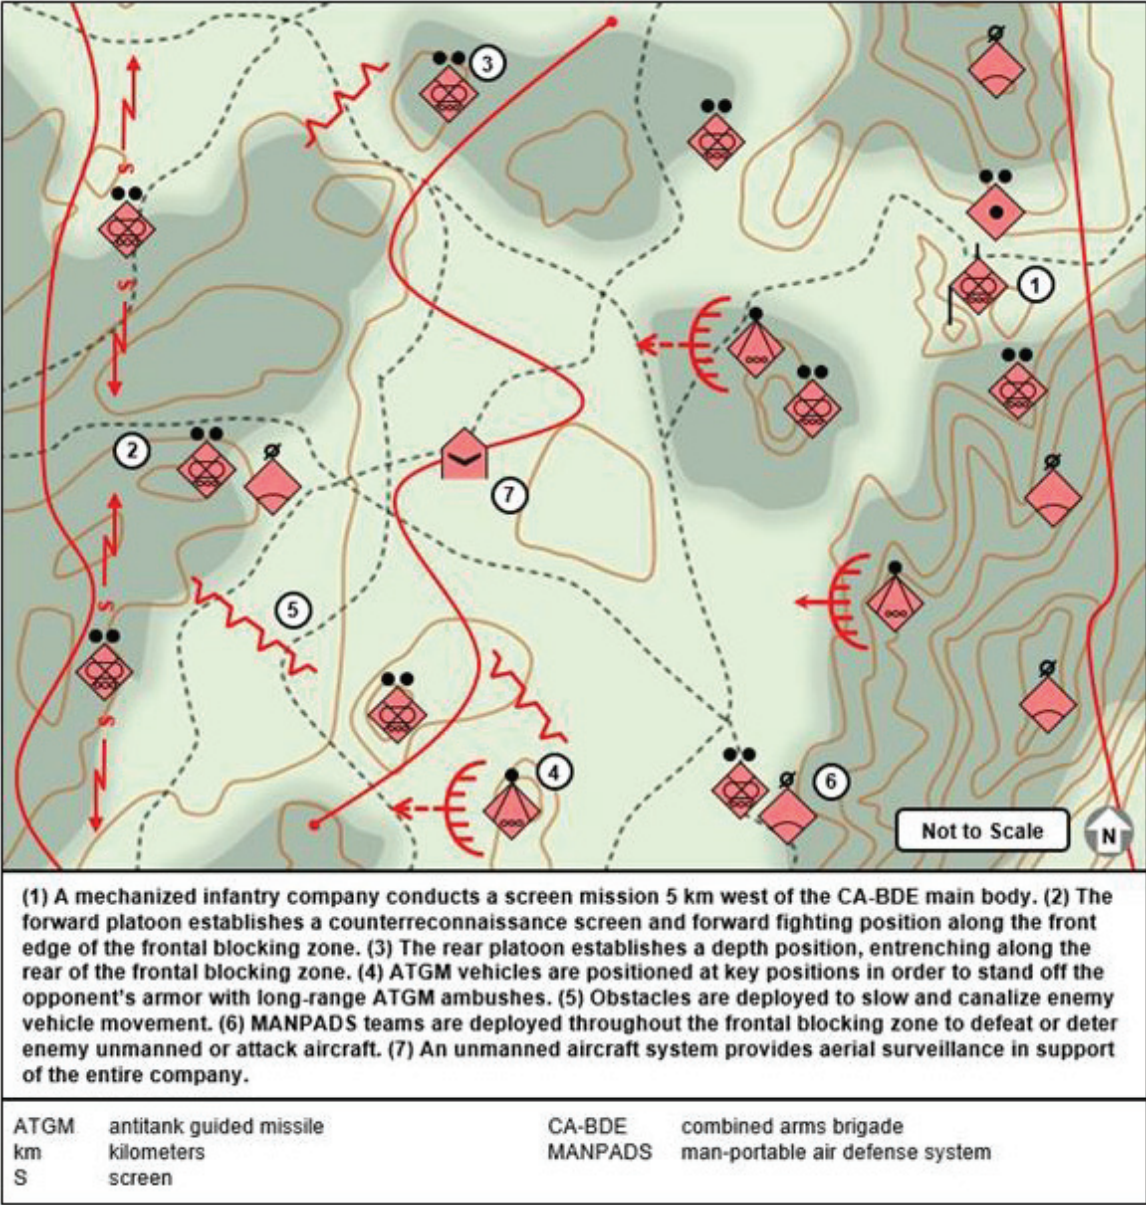 3
1
2
7
5
4
6
S
S
S
S
Not to Scale
N
(1) A mechanized infantry company conducts a screen mission 5 km west of the CA-BDE main body. (2) The
forward platoon establishes a counterreconnaissance screen and forward fighting position along the front
edge of the frontal blocking zone. (3) The rear platoon establishes a depth position, entrenching along the
rear of the frontal blocking zone. (4) ATGM vehicles are positioned at key positions in order to stand off the
opponent's armor with long-range ATGM ambushes. (5) Obstacles are deployed to slow and canalize enemy
vehicle movement. (6) MANPADS teams are deployed throughout the frontal blocking zone to defeat or deter
enemy unmanned or attack aircraft. (7) An unmanned aircraft system provides aerial surveillance in support
of the entire company.
ATGM antitank guided missile CA-BDE combined arms brigade
km kilometers MANPADS man-portable air defense system
S screen